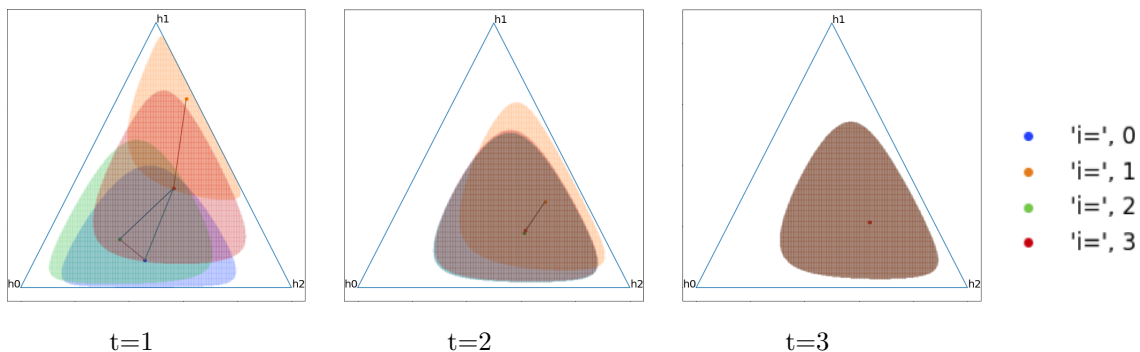 h1
h0
h2
t=1
h1
h0
h2
t=2
h1
h0
h2
t=3
'i=', 0
'i=', 1
'i=', 2
'i=', 3